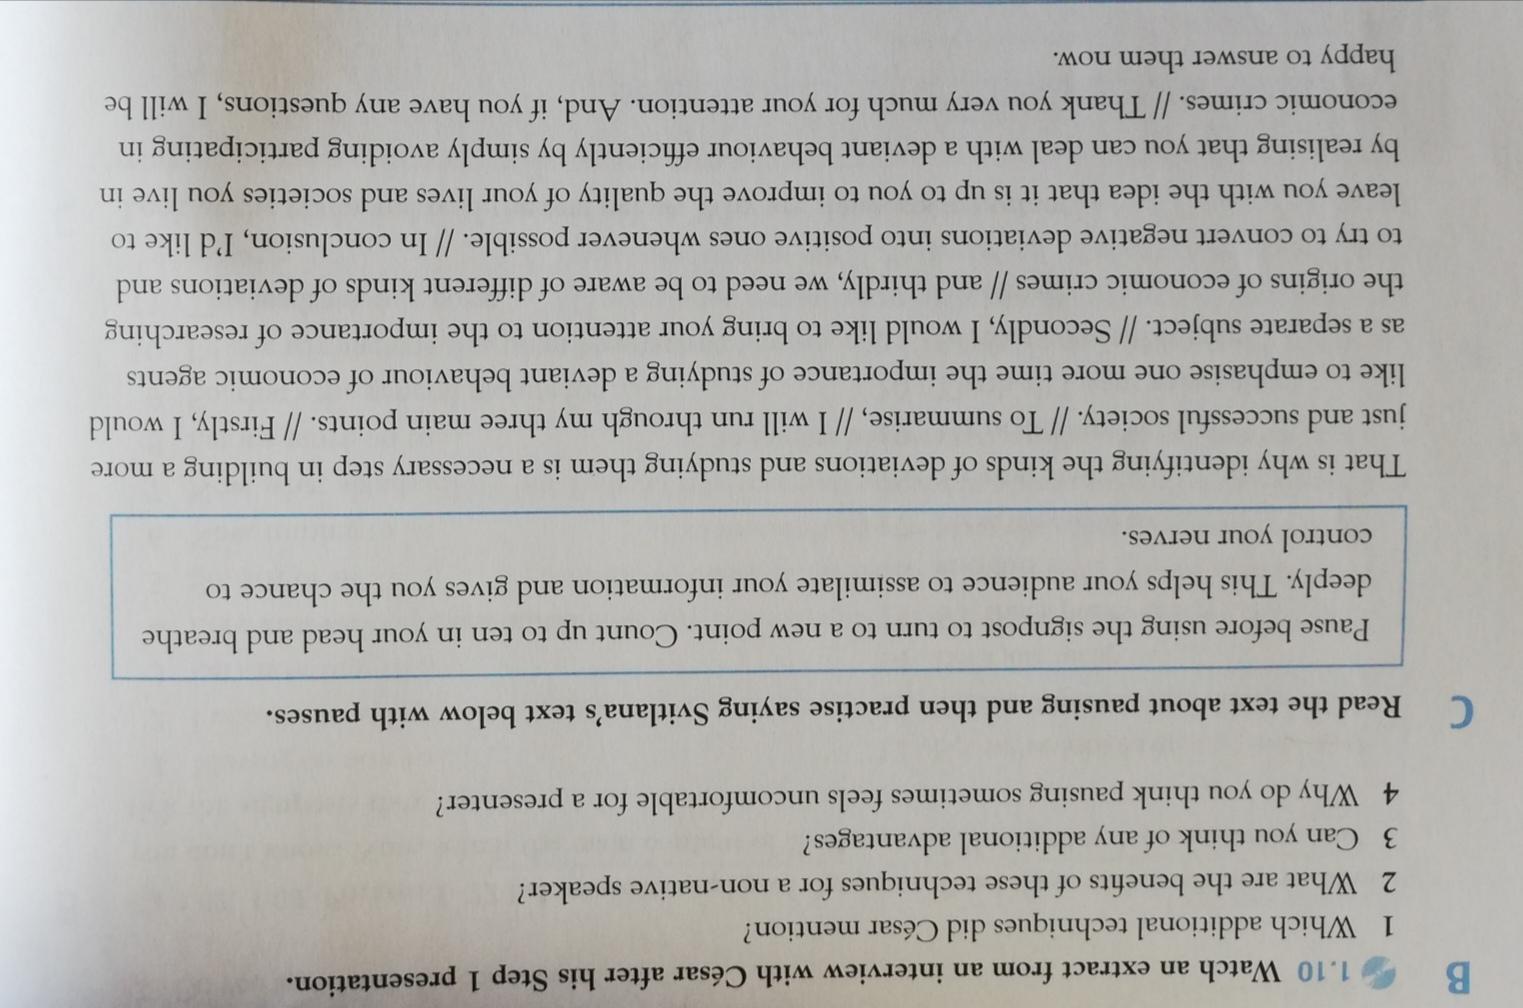 B 1.10 Watch an extract from an interview with César after his Step 1 presentation.
1 Which additional techniques did César mention?
2 What are the benefits of these techniques for a non-native speaker?
3 Can you think of any additional advantages?
4 Why do you think pausing sometimes feels uncomfortable for a presenter?
C Read the text about pausing and then practise saying Svitlana's text below with pauses.
Pause before using the signpost to turn to a new point. Count up to ten in your head and breathe
deeply. This helps your audience to assimilate your information and gives you the chance to
control your nerves.
That is why identifying the kinds of deviations and studying them is a necessary step in building a more
just and successful society. // To summarise, // I will run through my three main points. // Firstly, I would
like to emphasise one more time the importance of studying a deviant behaviour of economic agents
as a separate subject. // Secondly, I would like to bring your attention to the importance of researching
the origins of economic crimes // and thirdly, we need to be aware of different kinds of deviations and
to try to convert negative deviations into positive ones whenever possible. // In conclusion, I'd like to
leave you with the idea that it is up to you to improve the quality of your lives and societies you live in
by realising that you can deal with a deviant behaviour efficiently by simply avoiding participating in
economic crimes. // Thank you very much for your attention. And, if you have any questions, I will be
happy to answer them now.